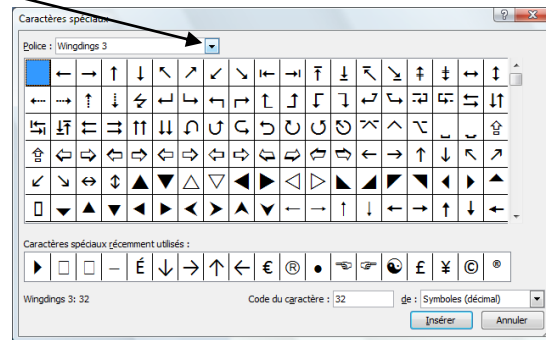 Caractères spéciaux
Police : Wingdings 3
Caractères spéciaux récemment utilisés :
– É ↓ → ↑ ← € ® • ☜ ☞ ☯ £ ¥ © ®
Wingdings 3: 32 Code du caractère : 32 de : Symboles (décimal)
Insérer Annuler